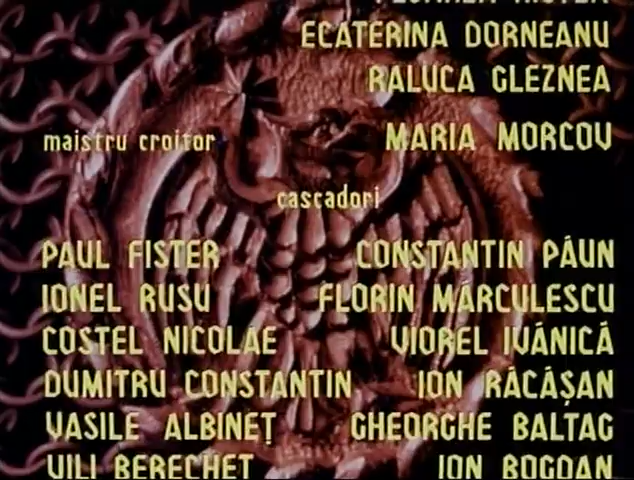 ECATERINA DORNEANU
RALUCA GLEZNEA
maistru croitor MARIA MORCOV
cascadori
PAUL FISTER CONSTANTIN PĂUN
IONEL RUSU FLORIN MĂRCULESCU
COSTEL NICOLAE VIOREL IVĂNICĂ
DUMITRU CONSTANTIN ION RĂCĂȘAN
VASILE ALBINEȚ GHEORGHE BALTAG
VILI BERECHET ION BOGDAN